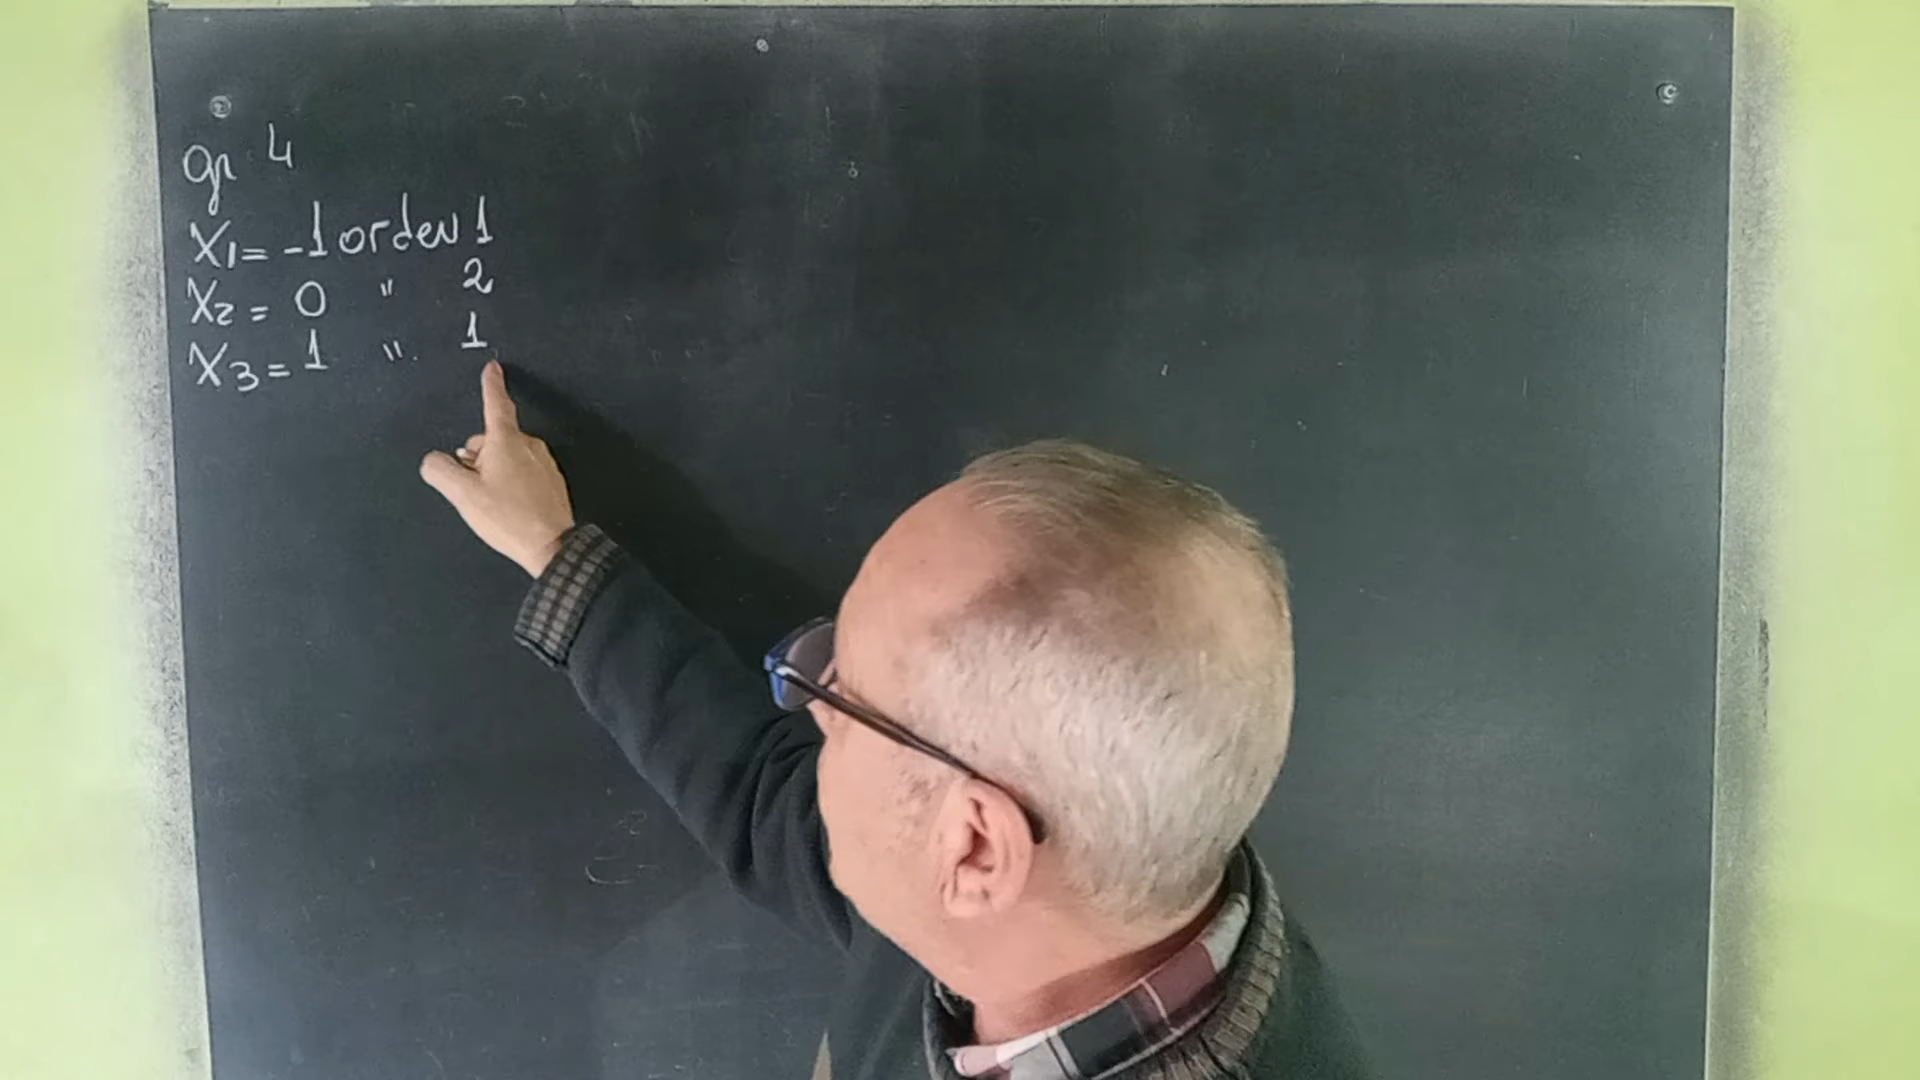 gr 4
X1 = -1 orden 1
X2 = 0 " 2
X3 = 1 " 1